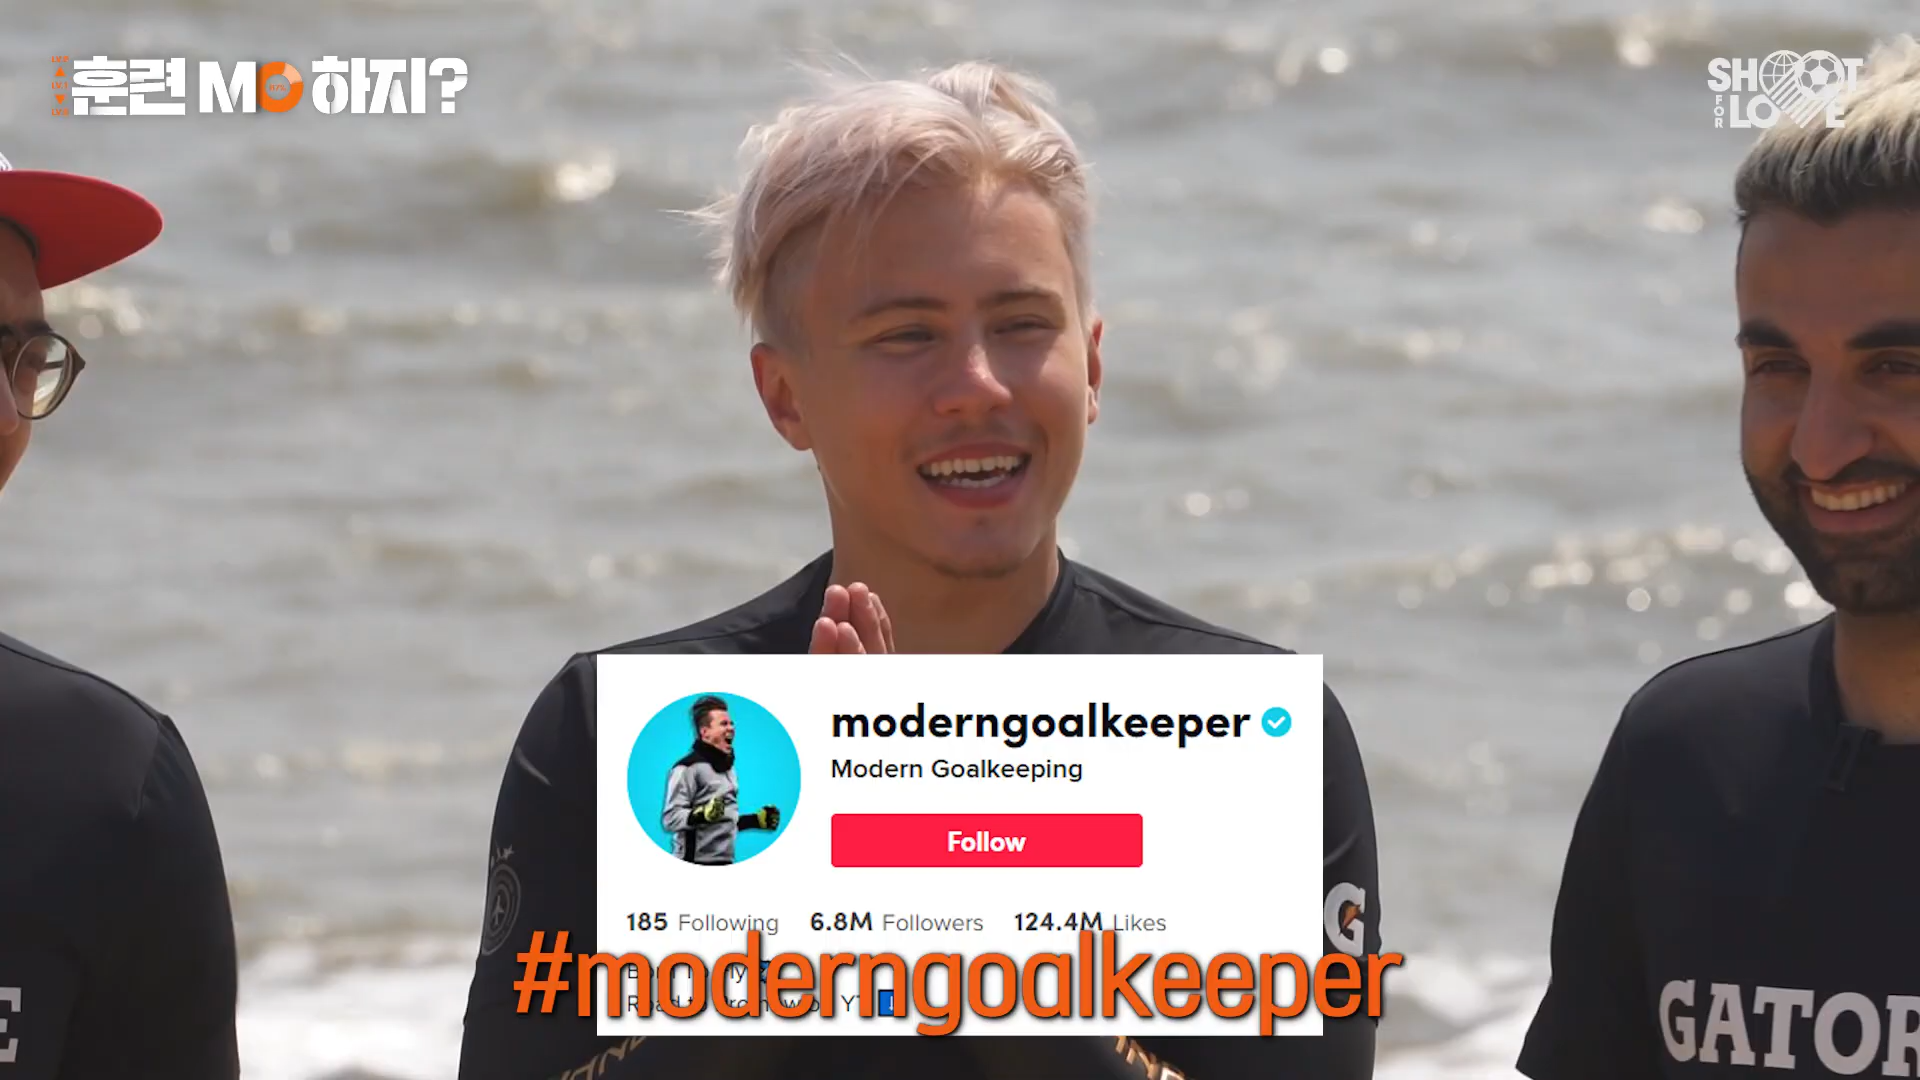 훈련 MO 하지?
SHOOT
FOR LOVE
moderngoalkeeper
Modern Goalkeeping
Follow
185 Following 6.8M Followers 124.4M Likes
#moderngoalkeeper
G
GATOR
E